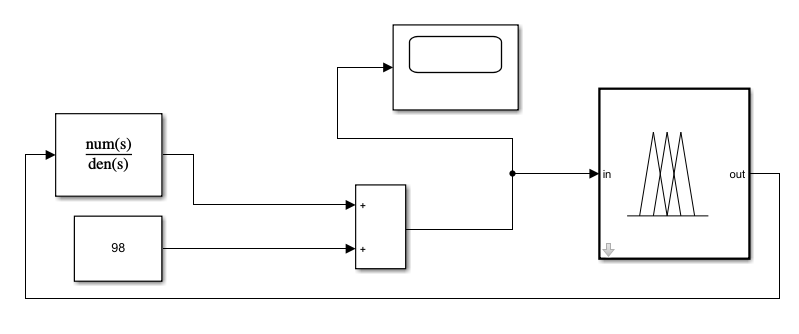 num(s)
den(s)
98
+
+
in
out